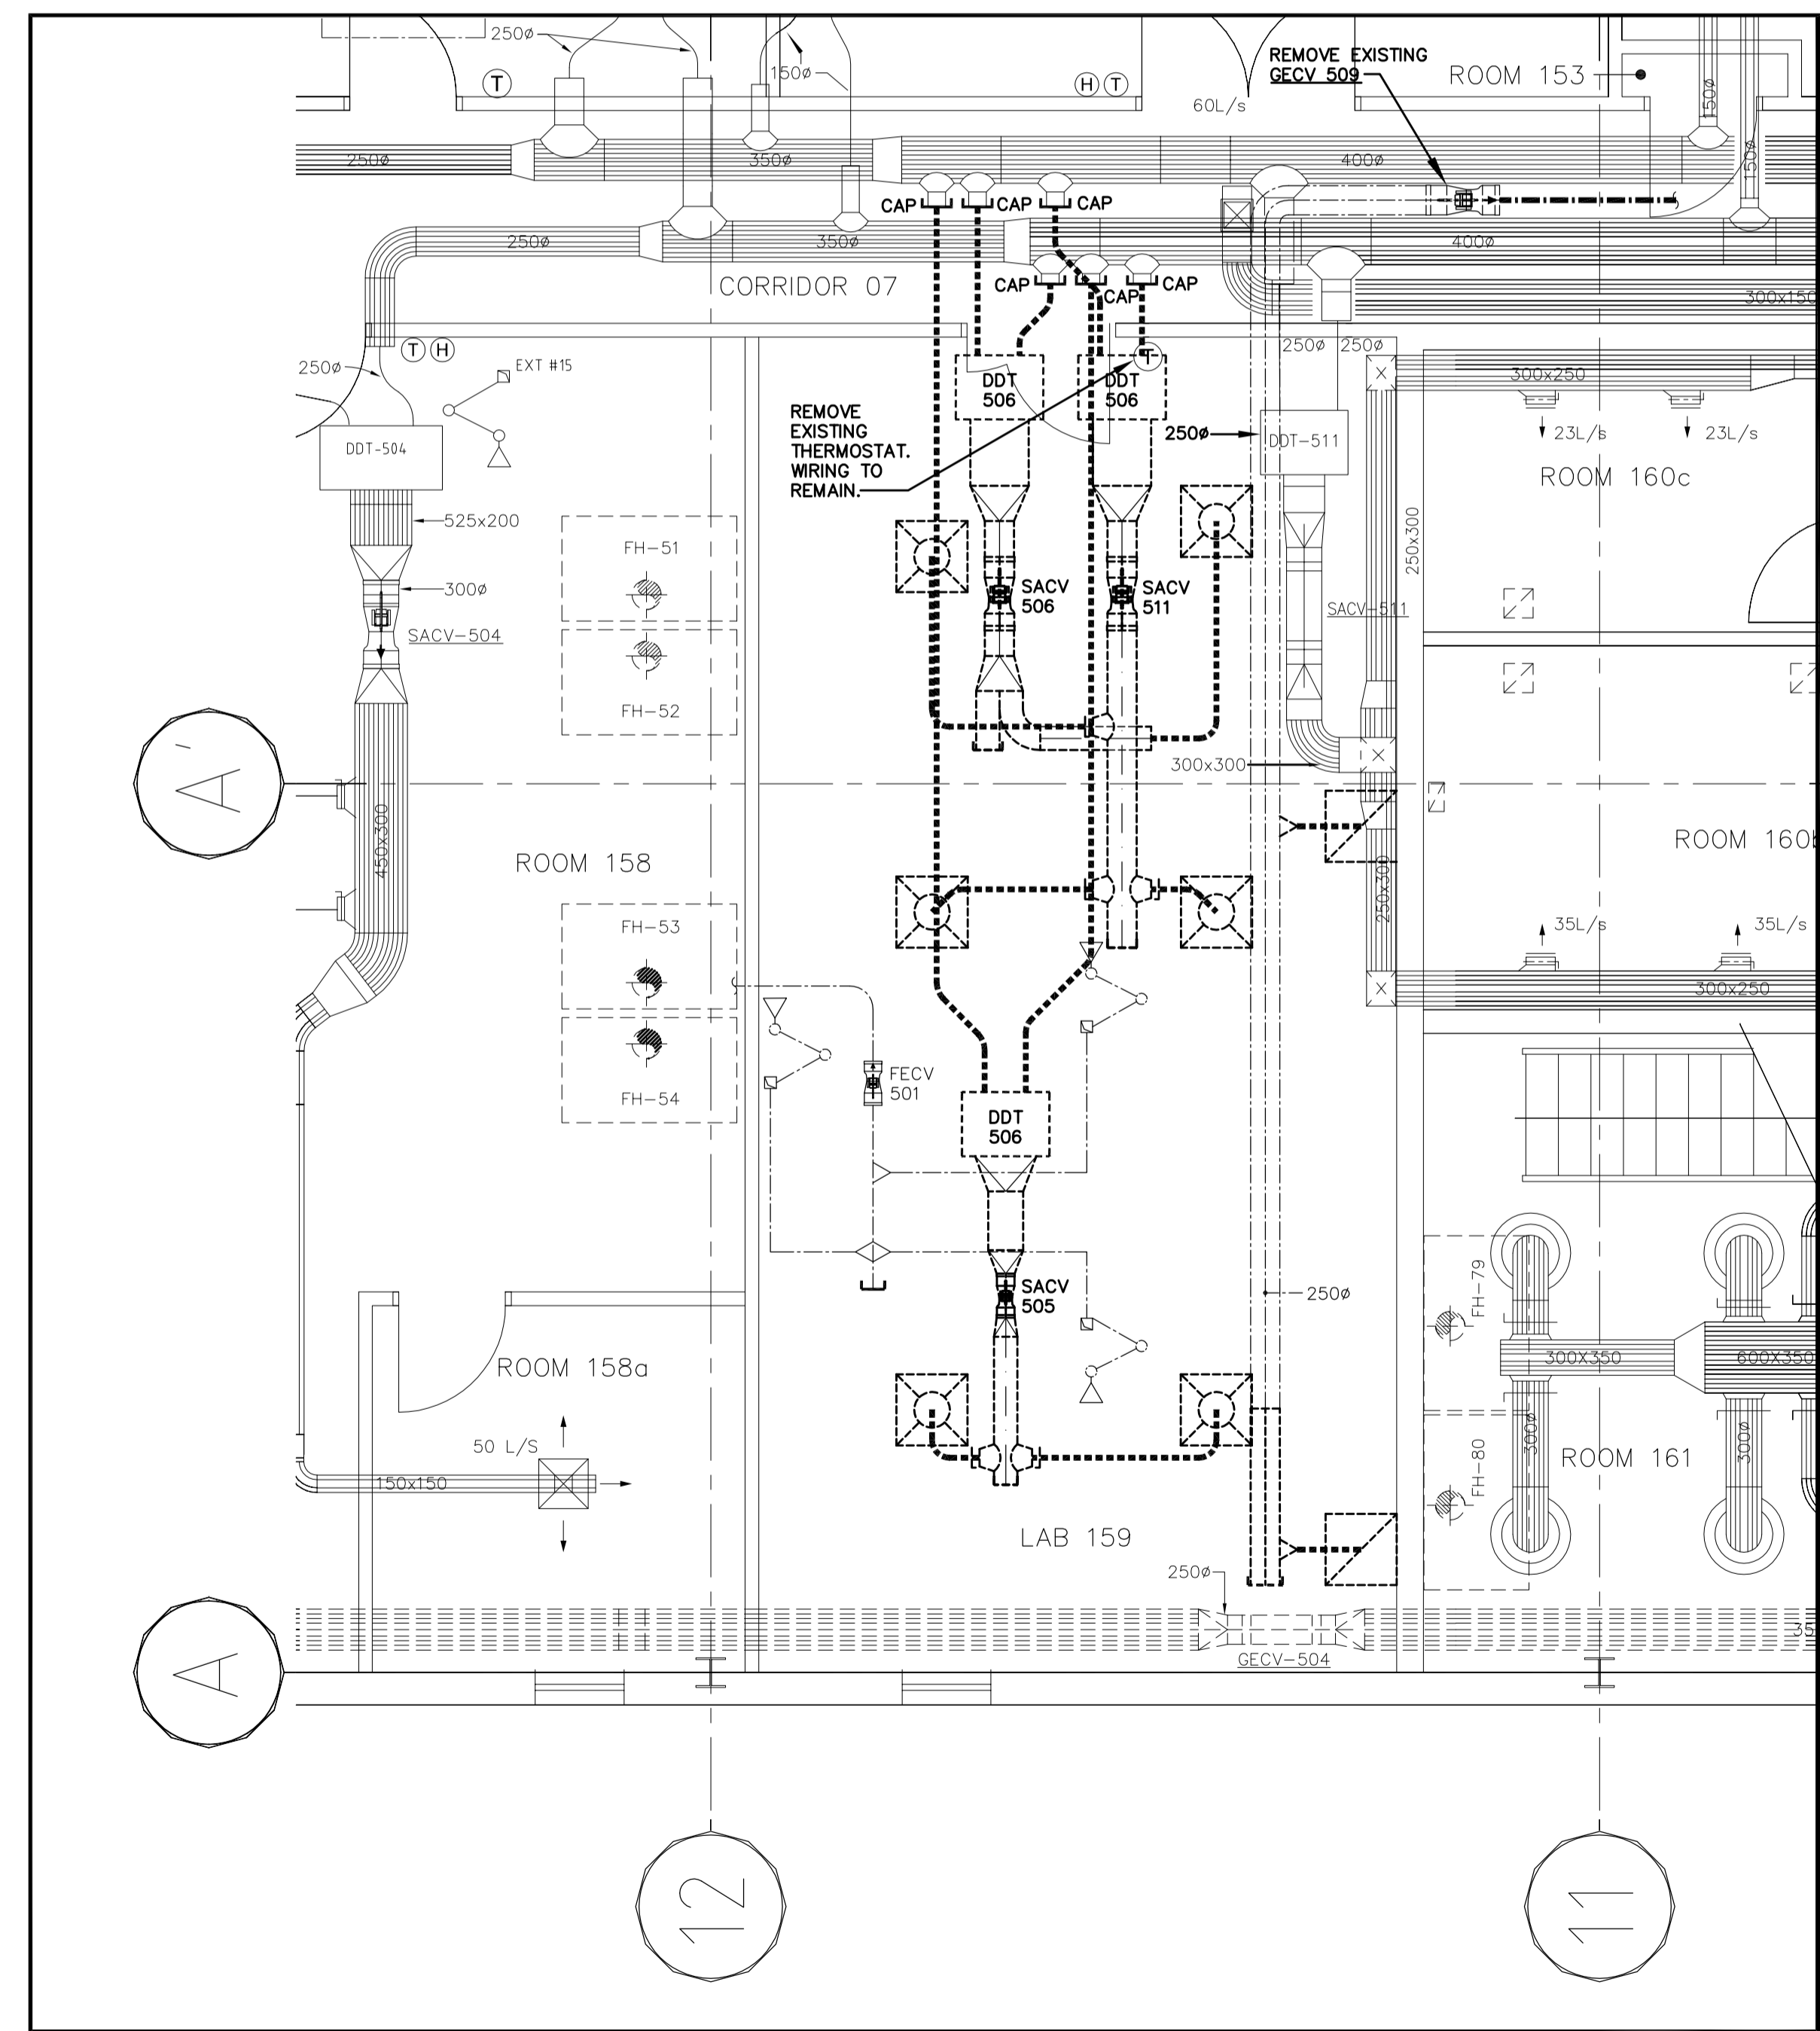 250ø
150ø
T
H T
60L/s
REMOVE EXISTING
GECV 509
ROOM 153
150ø
150ø
250ø
350ø
400ø
CAP
CAP
CAP
250ø
350ø
400ø
CORRIDOR 07
CAP
CAP
CAP
300x150
T H
250ø
EXT #15
T
250ø
250ø
300x250
DDT
506
DDT
506
REMOVE
EXISTING
THERMOSTAT.
WIRING TO
REMAIN.
250ø
DDT-511
23L/s
23L/s
DDT-504
ROOM 160c
525x200
FH-51
250x300
300ø
SACV
506
SACV
511
SACV-511
SACV-504
FH-52
A'
300x300
450x300
ROOM 158
ROOM 160b
250x300
FH-53
35L/s
35L/s
300x250
FECV
501
FH-54
DDT
506
SACV
505
250ø
FH-79
300X350
600X350
ROOM 158a
50 L/S
150x150
300ø
300ø
FH-80
ROOM 161
LAB 159
250ø
35
GECV-504
A
12
11